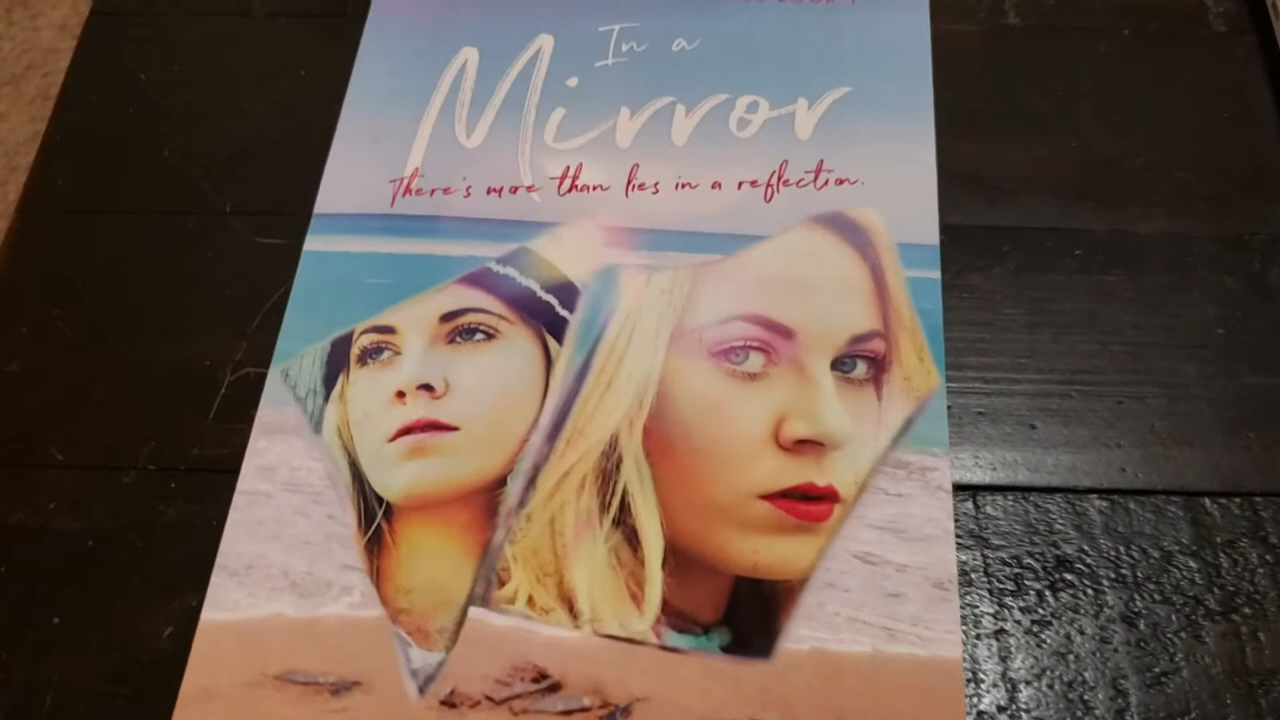 In a
Mirror
There's more than lies in a reflection.